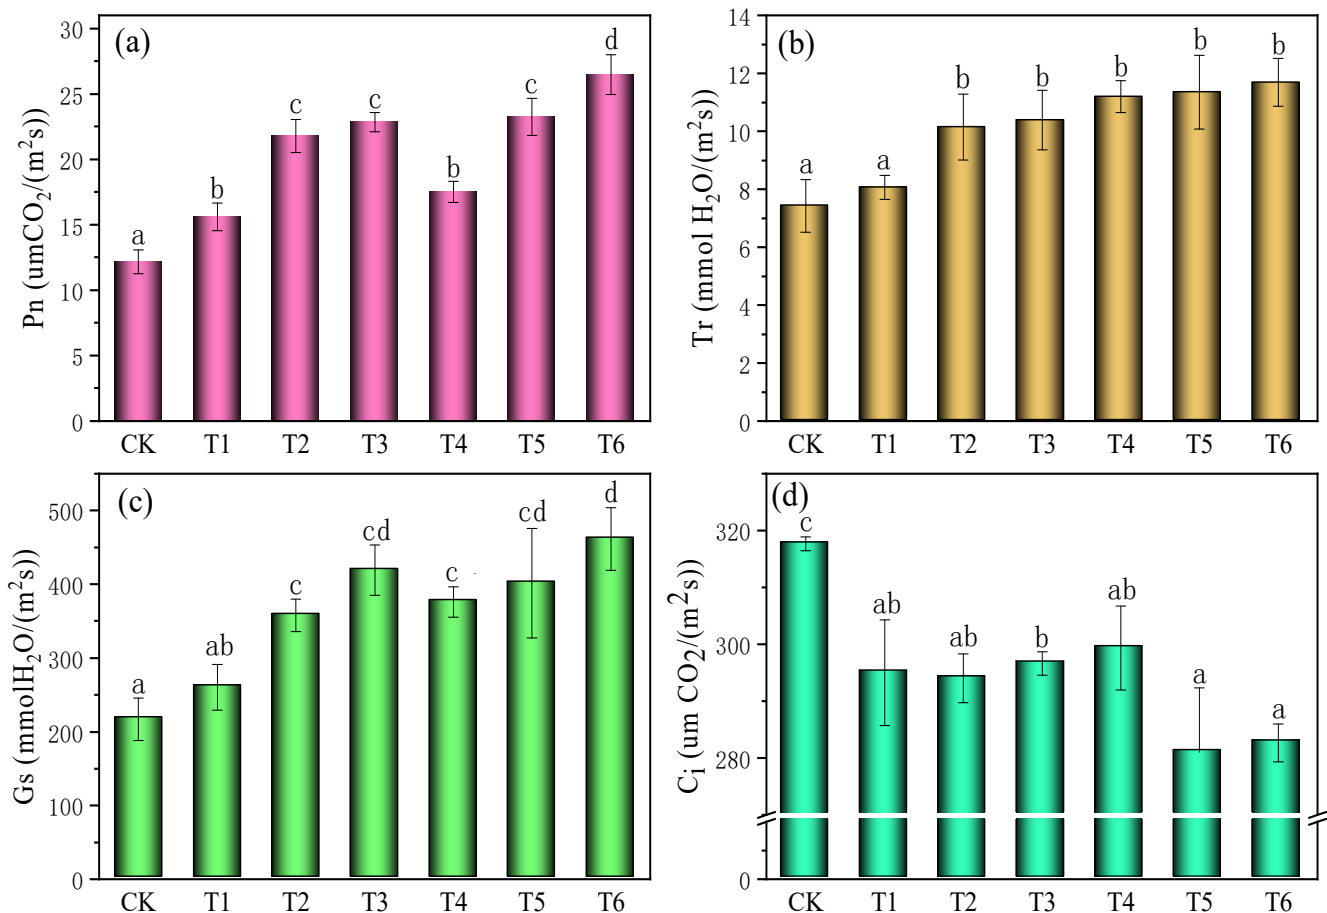 (a)
Pn (umCO₂/(m²s))
30
25
20
15
10
5
0
a
b
c
c
b
c
d
CK T1 T2 T3 T4 T5 T6
(b)
Tr (mmol H₂O/(m²s))
14
12
10
8
6
4
2
0
a
a
b
b
b
b
b
CK T1 T2 T3 T4 T5 T6
(c)
Gs (mmolH₂O/(m²s))
500
400
300
200
100
0
a
ab
c
cd
c
cd
d
CK T1 T2 T3 T4 T5 T6
(d)
Ci (um CO2/(m²s))
320
300
280
0
c
ab
ab
b
ab
a
a
CK T1 T2 T3 T4 T5 T6